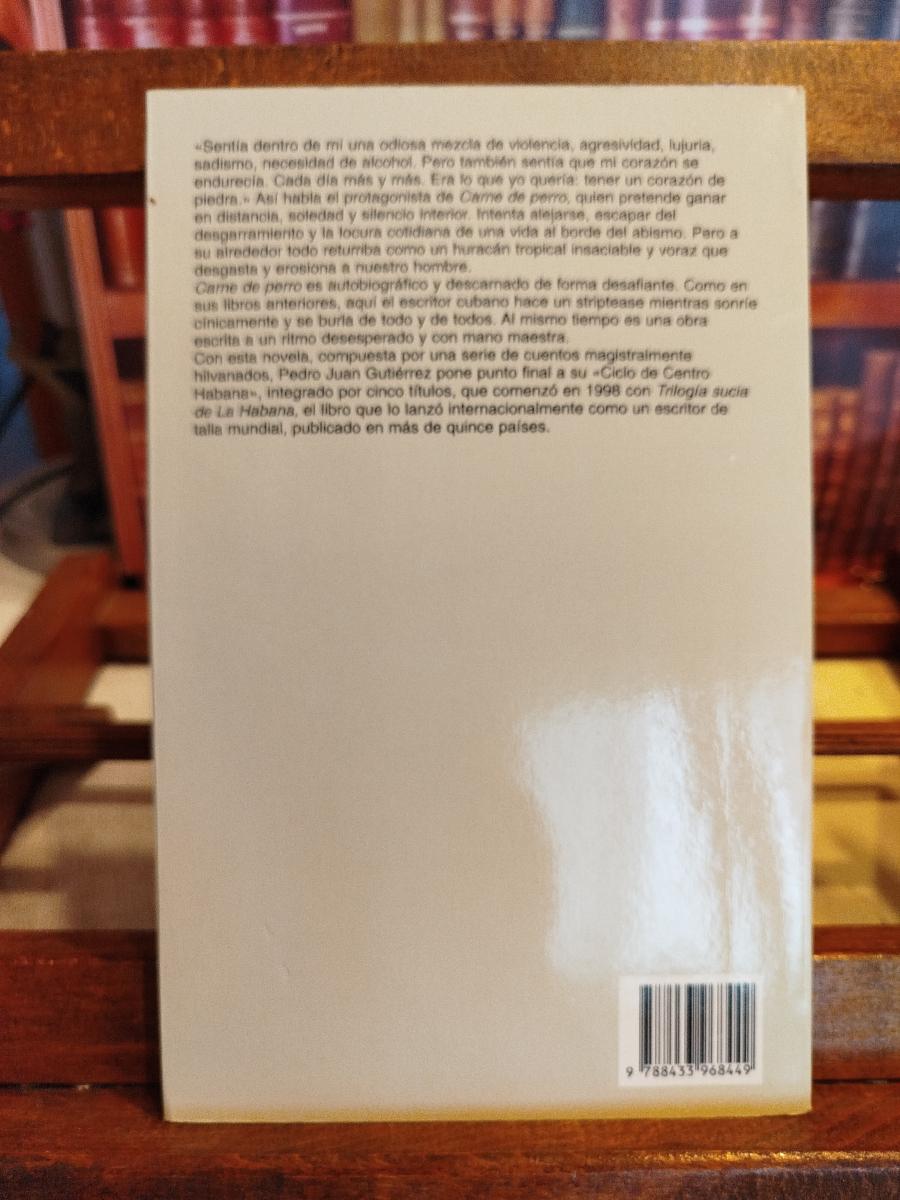 «Sentía dentro de mí una odiosa mezcla de violencia, agresividad, lujuria,
sadismo, necesidad de alcohol. Pero también sentía que mi corazón se
endurecía. Cada día más y más. Era lo que yo quería: tener un corazón de
piedra.» Así habla el protagonista de Carne de perro, quien pretende ganar
en distancia, soledad y silencio interior. Intenta alejarse, escapar del
desgarramiento y la locura cotidiana de una vida al borde del abismo. Pero a
su alrededor todo returriba como un huracán tropical insaciable y voraz que
desgasta y erosiona a nuestro hombre.
Carne de perro es autobiográfico y descarnado de forma desafiante. Como en
sus libros anteriores, aquí el escritor cubano hace un striptease mientras sonríe
cínicamente y se burla de todo y de todos. Al mismo tiempo es una obra
escrita a un ritmo desesperado y con mano maestra.
Con esta novela, compuesta por una serie de cuentos magistralmente
hilvanados, Pedro Juan Gutiérrez pone punto final a su «Ciclo de Centro
Habana», integrado por cinco títulos, que comenzó en 1998 con Trilogía sucia
de La Habana, el libro que lo lanzó internacionalmente como un escritor de
talla mundial, publicado en más de quince países.
9 788433 968449